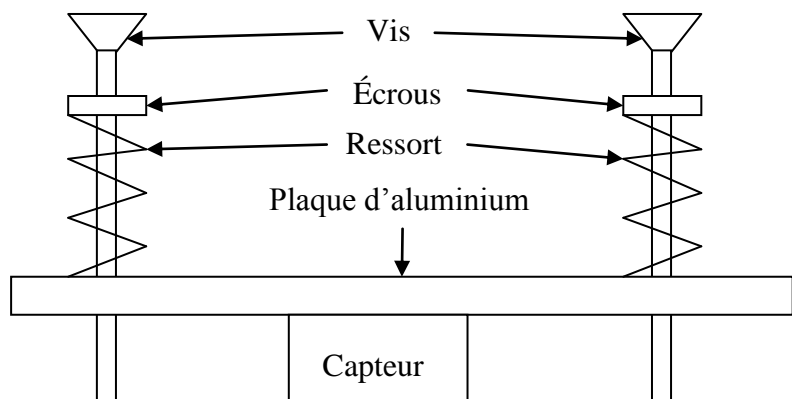 Vis
Écrous
Ressort
Plaque d’aluminium
Capteur